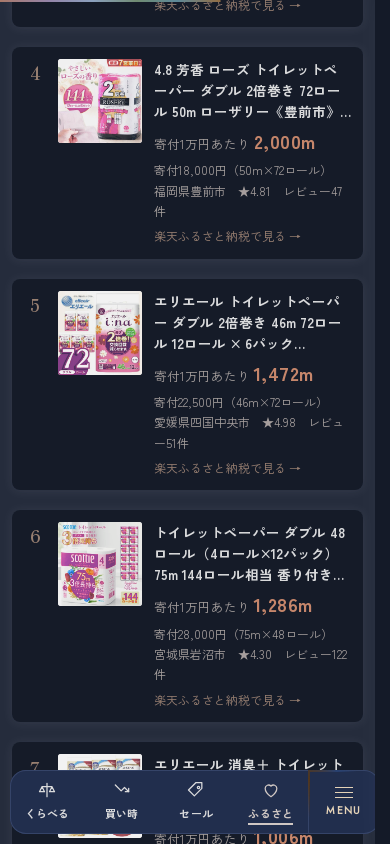 楽天ふるさと納税で見る →
4
4.8 芳香 ローズ トイレットペ
ーパー ダブル 2倍巻き 72ロー
ル 50m ローザリー《豊前市》...
寄付1万円あたり 2,000m
寄付18,000円（50m×72ロール）
福岡県豊前市 ★4.81 レビュー47
件
楽天ふるさと納税で見る →
5
エリエール トイレットペーパ
ー ダブル 2倍巻き 46m 72ロー
ル 12ロール × 6パック...
寄付1万円あたり 1,472m
寄付22,500円（46m×72ロール）
愛媛県四国中央市 ★4.98 レビュ
ー51件
楽天ふるさと納税で見る →
6
トイレットペーパー ダブル 48
ロール（4ロール×12パック）
75m 144ロール相当 香り付き...
寄付1万円あたり 1,286m
寄付28,000円（75m×48ロール）
宮城県岩沼市 ★4.30 レビュー122
件
楽天ふるさと納税で見る →
7
エリエール 消臭+ トイレット
寄付1万円あたり 1,006m
くらべる
買い時
セール
ふるさと
MENU